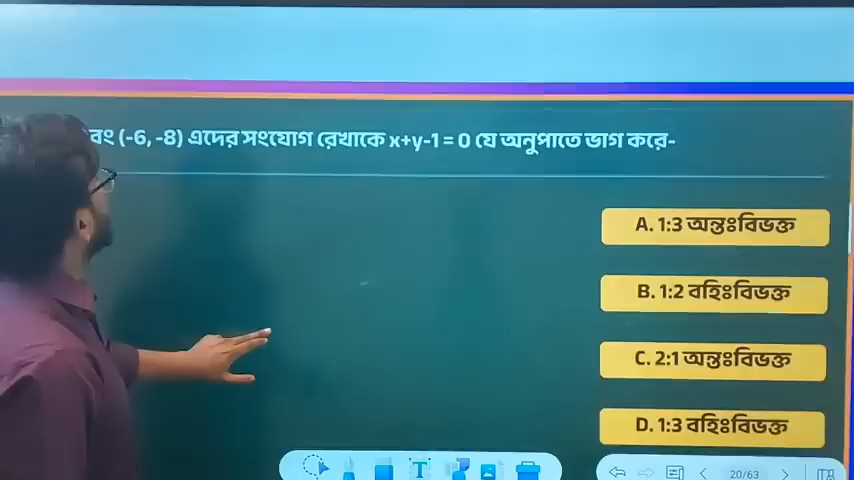 বং (-6, -8) এদের সংযোগ রেখাকে x+y-1 = 0 যে অনুপাতে ভাগ করে-
A. 1:3 অন্তঃবিভক্ত
B. 1:2 বহিঃবিভক্ত
C. 2:1 অন্তঃবিভক্ত
D. 1:3 বহিঃবিভক্ত
T
20/63